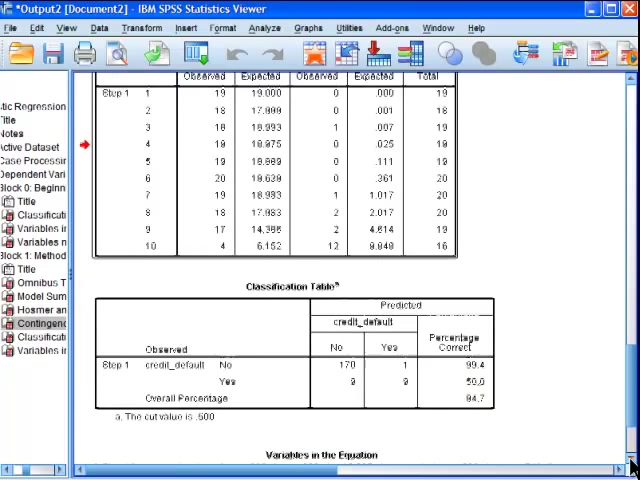 *Output2 [Document2] - IBM SPSS Statistics Viewer
File Edit View Data Transform Insert Format Analyze Graphs Utilities Add-ons Window Help
tic Regression
Title
Notes
Active Dataset
Case Processing
Dependent Vari
Block 0: Beginn
Title
Classificati
Variables in
Variables n
Block 1: Method
Title
Omnibus T
Model Sum
Hosmer an
Contingenc
Classificati
Variables in
Observed Expected Observed Expected Total
Step 1 1 19 19.000 0 .000 19
2 18 17.999 0 .001 18
3 18 18.993 1 .007 19
4 19 18.975 0 .025 19
5 19 18.889 0 .111 19
6 20 19.639 0 .361 20
7 19 18.983 1 1.017 20
8 18 17.983 2 2.017 20
9 17 14.386 2 4.614 19
10 4 6.152 12 9.848 16
Classification Tableª
Predicted
credit_default
Percentage Correct
Observed No Yes
Step 1 credit_default No 170 1 99.4
Yes 9 9 50.0
Overall Percentage 94.7
a. The cut value is .500
Variables in the Equation